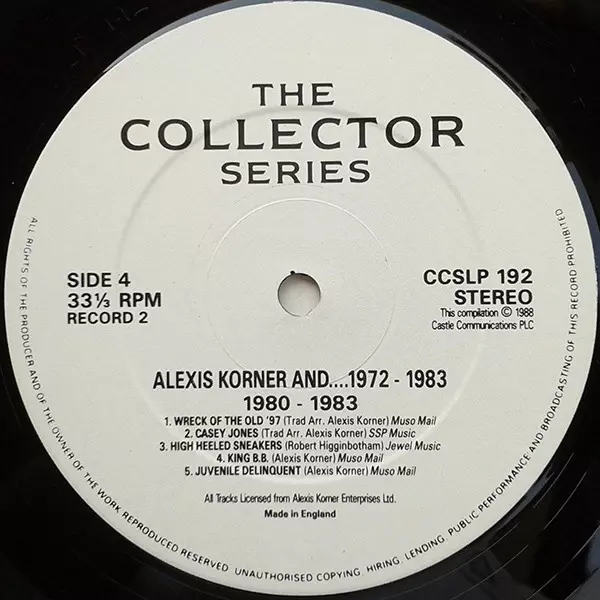 THE
COLLECTOR
SERIES
SIDE 4
33⅓ RPM
RECORD 2
CCSLP 192
STEREO
This compilation © 1988
Castle Communications PLC
ALEXIS KORNER AND....1972 - 1983
1980 - 1983
1. WRECK OF THE OLD '97 (Trad Arr. Alexis Korner) Muso Mail
2. CASEY JONES (Trad Arr. Alexis Korner) SSP Music
3. HIGH HEELED SNEAKERS (Robert Higginbotham) Jewel Music
4. KING B.B. (Alexis Korner) Muso Mail
5. JUVENILE DELINQUENT (Alexis Korner) Muso Mail
All Tracks Licensed from Alexis Korner Enterprises Ltd.
Made in England
ALL RIGHTS OF THE PRODUCER AND OF THE OWNER OF THE WORK REPRODUCED RESERVED UNAUTHORISED COPYING, HIRING, LENDING, PUBLIC PERFORMANCE AND BROADCASTING OF THIS RECORD PROHIBITED